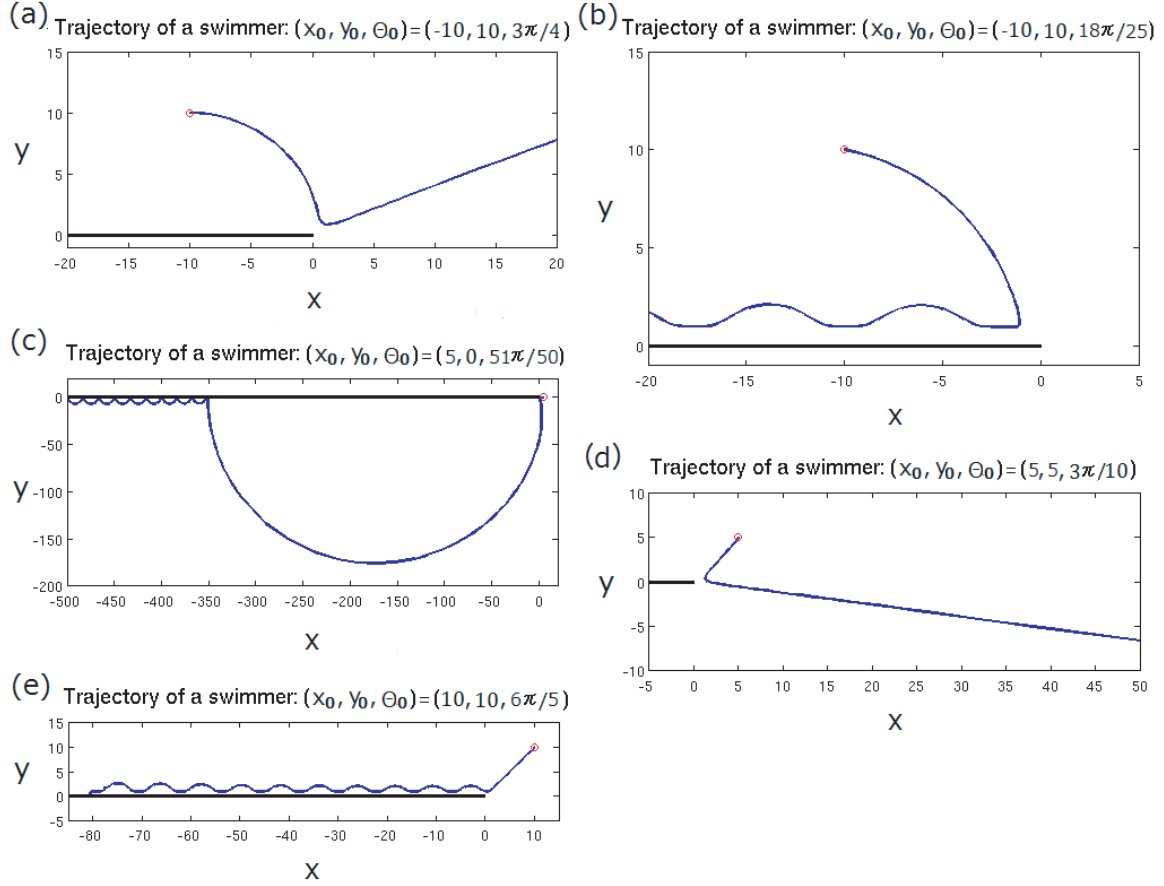 (a)
Trajectory of a swimmer: (x₀, y₀, Θ₀)=(-10, 10, 3π/4)
15
10
5
0
y
-20 -15 -10 -5 0 5 10 15 20
x
(b)
Trajectory of a swimmer: (x₀, y₀, Θ₀)=(-10, 10, 18π/25)
15
10
5
0
y
-20 -15 -10 -5 0 5
x
(c)
Trajectory of a swimmer: (x₀, y₀, Θ₀)=(5, 0, 51π/50)
0
-50
-100
-150
-200
y
-500 -450 -400 -350 -300 -250 -200 -150 -100 -50 0
x
(d)
Trajectory of a swimmer: (x₀, y₀, Θ₀)=(5, 5, 3π/10)
10
5
0
-5
-10
y
-5 0 5 10 15 20 25 30 35 40 45 50
x
(e)
Trajectory of a swimmer: (x₀, y₀, Θ₀)=(10, 10, 6π/5)
15
10
5
0
-5
y
-80 -70 -60 -50 -40 -30 -20 -10 0 10
x